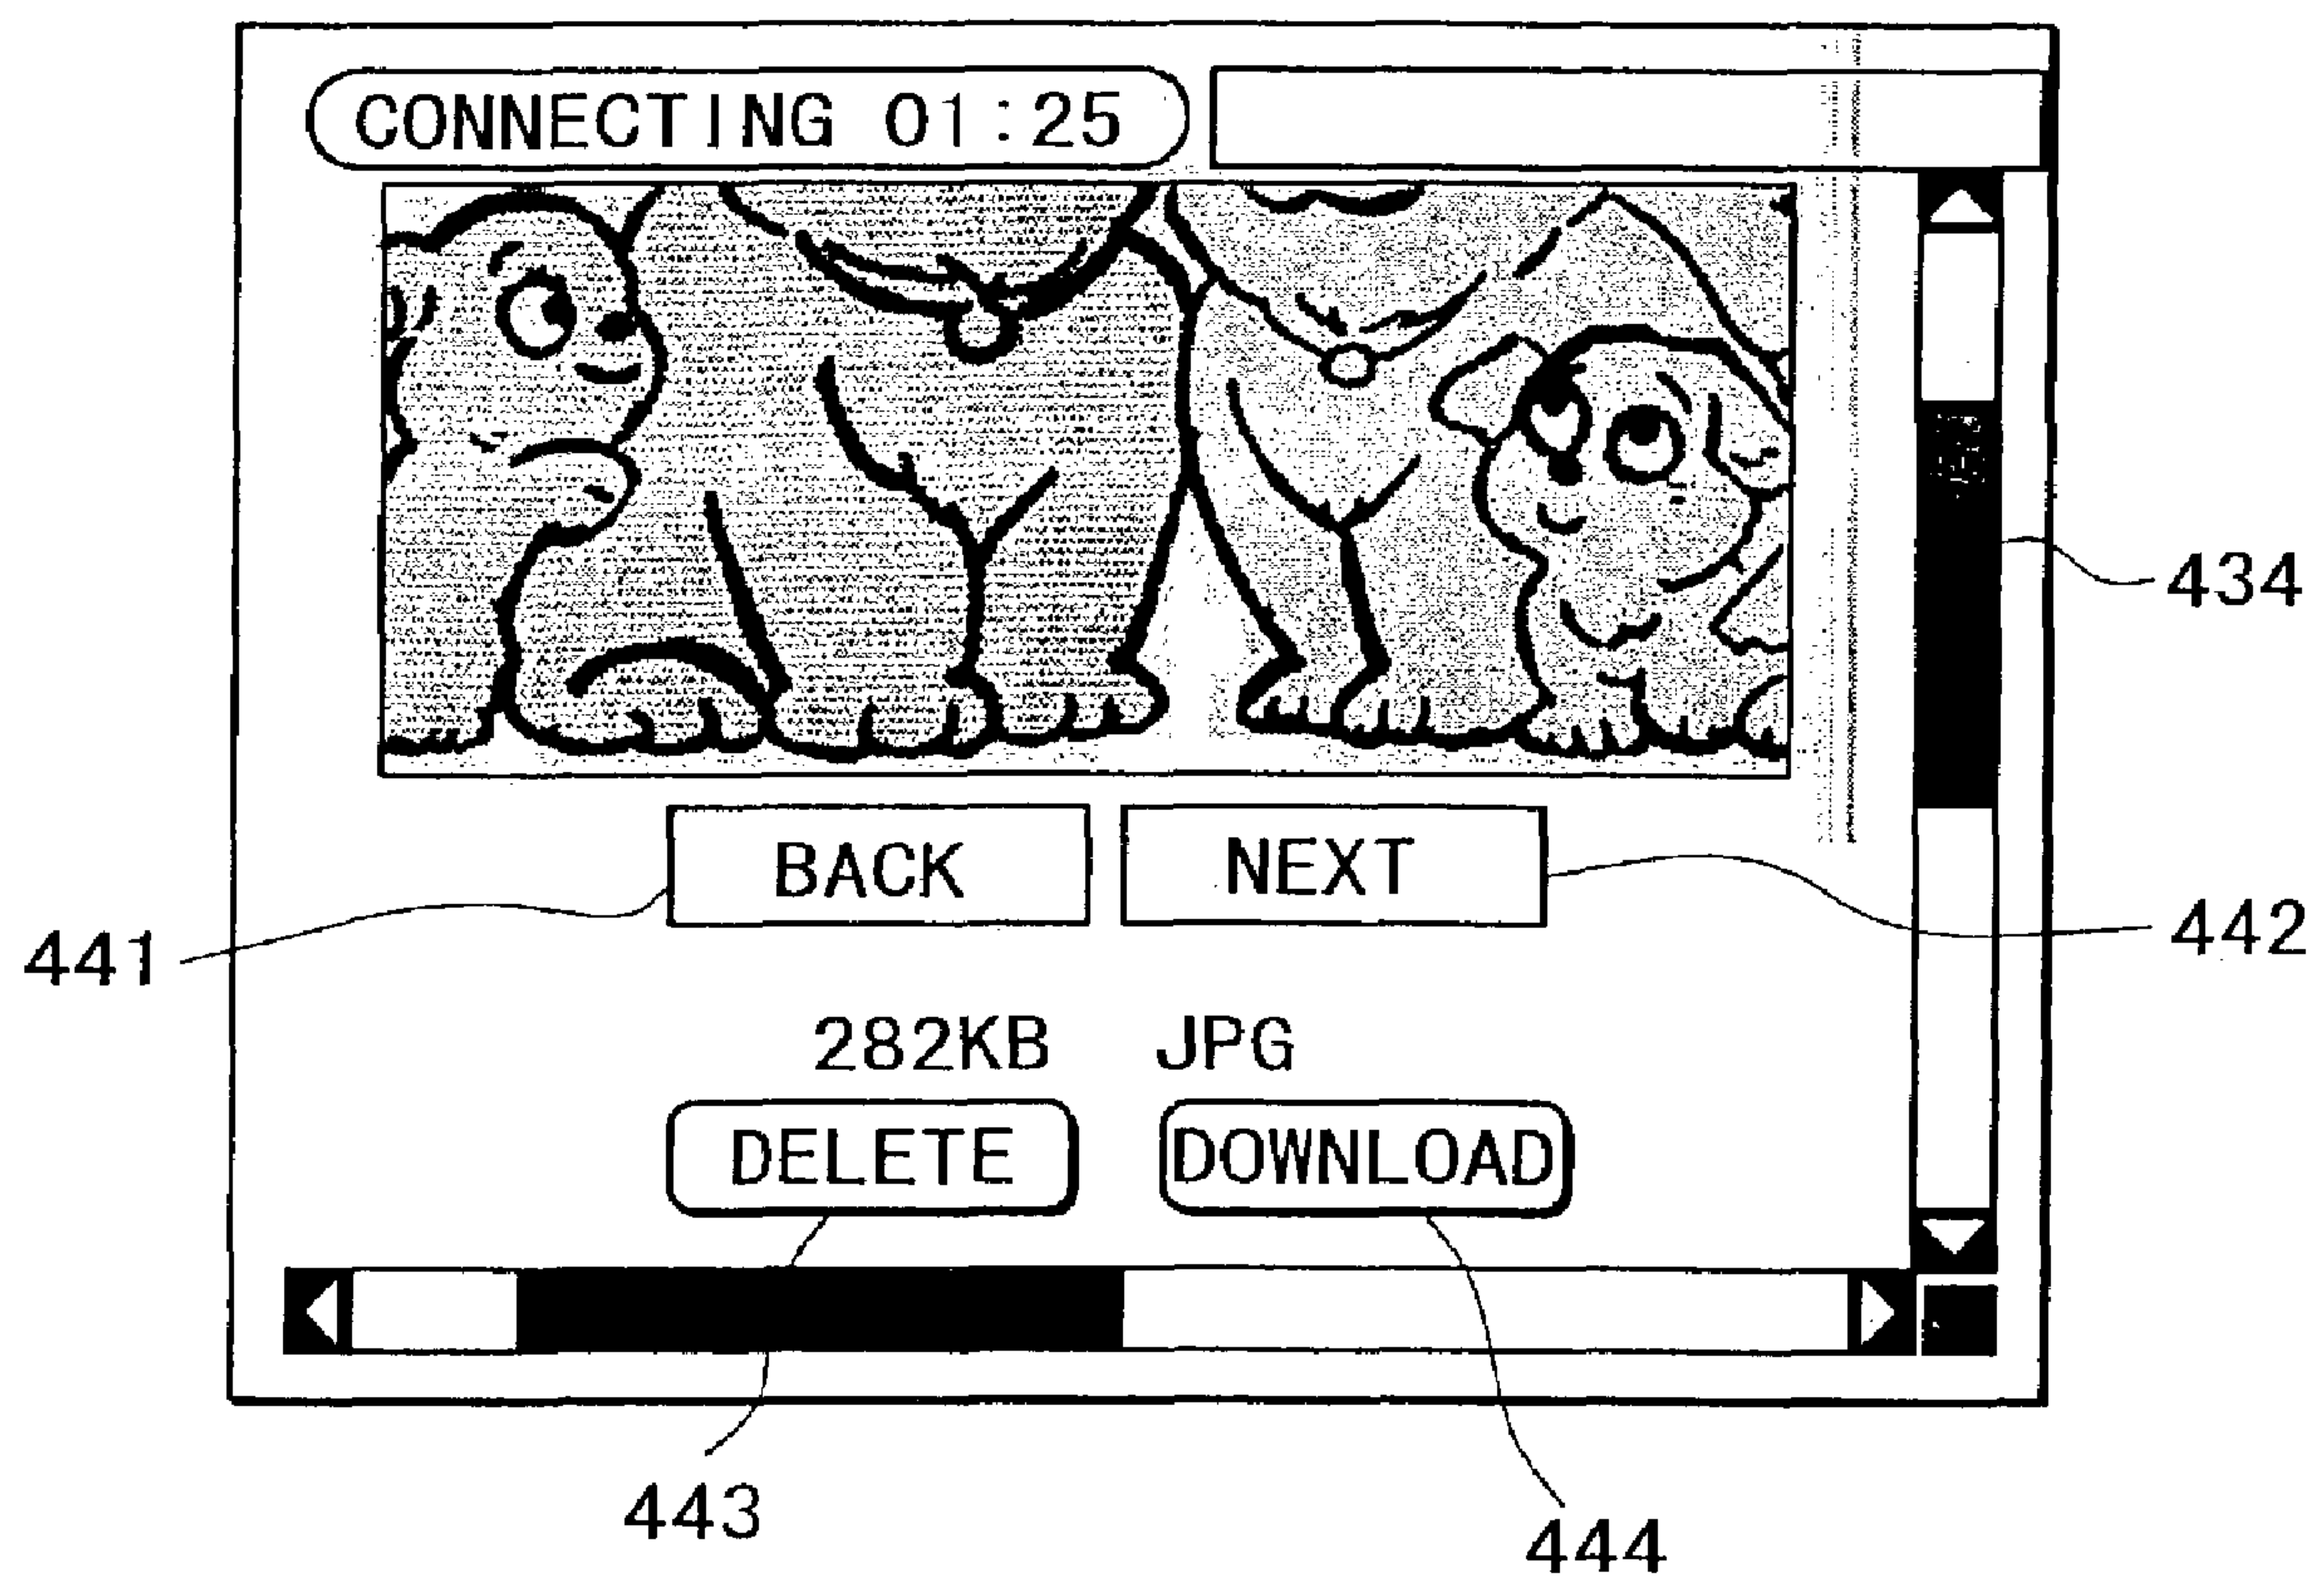 CONNECTING 01:25
434
BACK NEXT
441 442
282KB JPG
DELETE DOWNLOAD
443 444